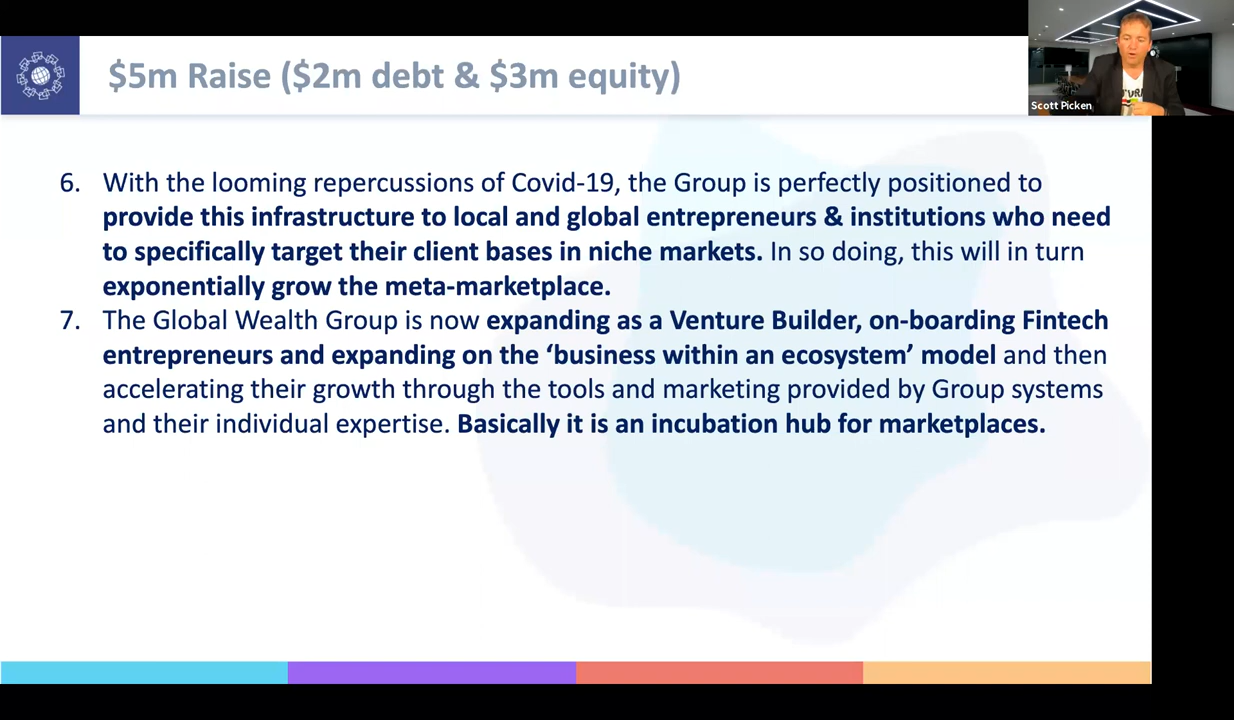 $5m Raise ($2m debt & $3m equity)
Scott Picken
6. With the looming repercussions of Covid-19, the Group is perfectly positioned to
provide this infrastructure to local and global entrepreneurs & institutions who need
to specifically target their client bases in niche markets. In so doing, this will in turn
exponentially grow the meta-marketplace.
7. The Global Wealth Group is now expanding as a Venture Builder, on-boarding Fintech
entrepreneurs and expanding on the ‘business within an ecosystem’ model and then
accelerating their growth through the tools and marketing provided by Group systems
and their individual expertise. Basically it is an incubation hub for marketplaces.